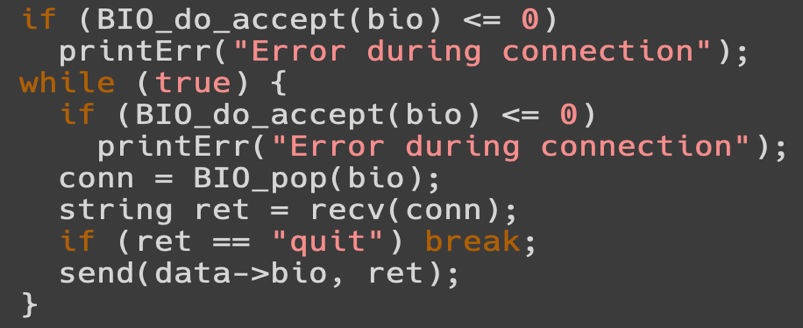 if (BIO_do_accept(bio) <= 0)
  printErr("Error during connection");
while (true) {
  if (BIO_do_accept(bio) <= 0)
    printErr("Error during connection");
  conn = BIO_pop(bio);
  string ret = recv(conn);
  if (ret == "quit") break;
  send(data->bio, ret);
}